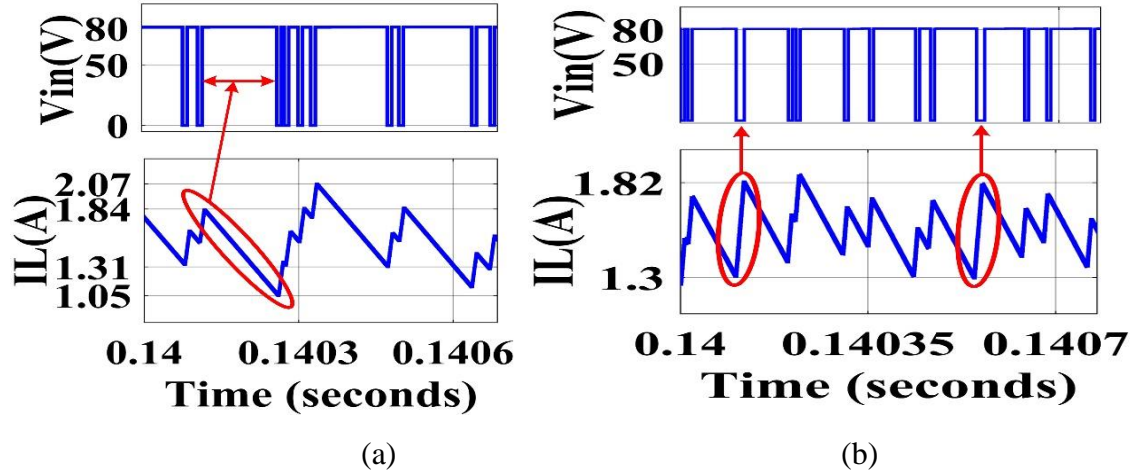 Vin(V)
80
50
0
IL(A)
2.07
1.84
1.31
1.05
0.14 0.1403 0.1406
Time (seconds)
(a)
Vin(V)
80
50
IL(A)
1.82
1.3
0.14 0.14035 0.1407
Time (seconds)
(b)